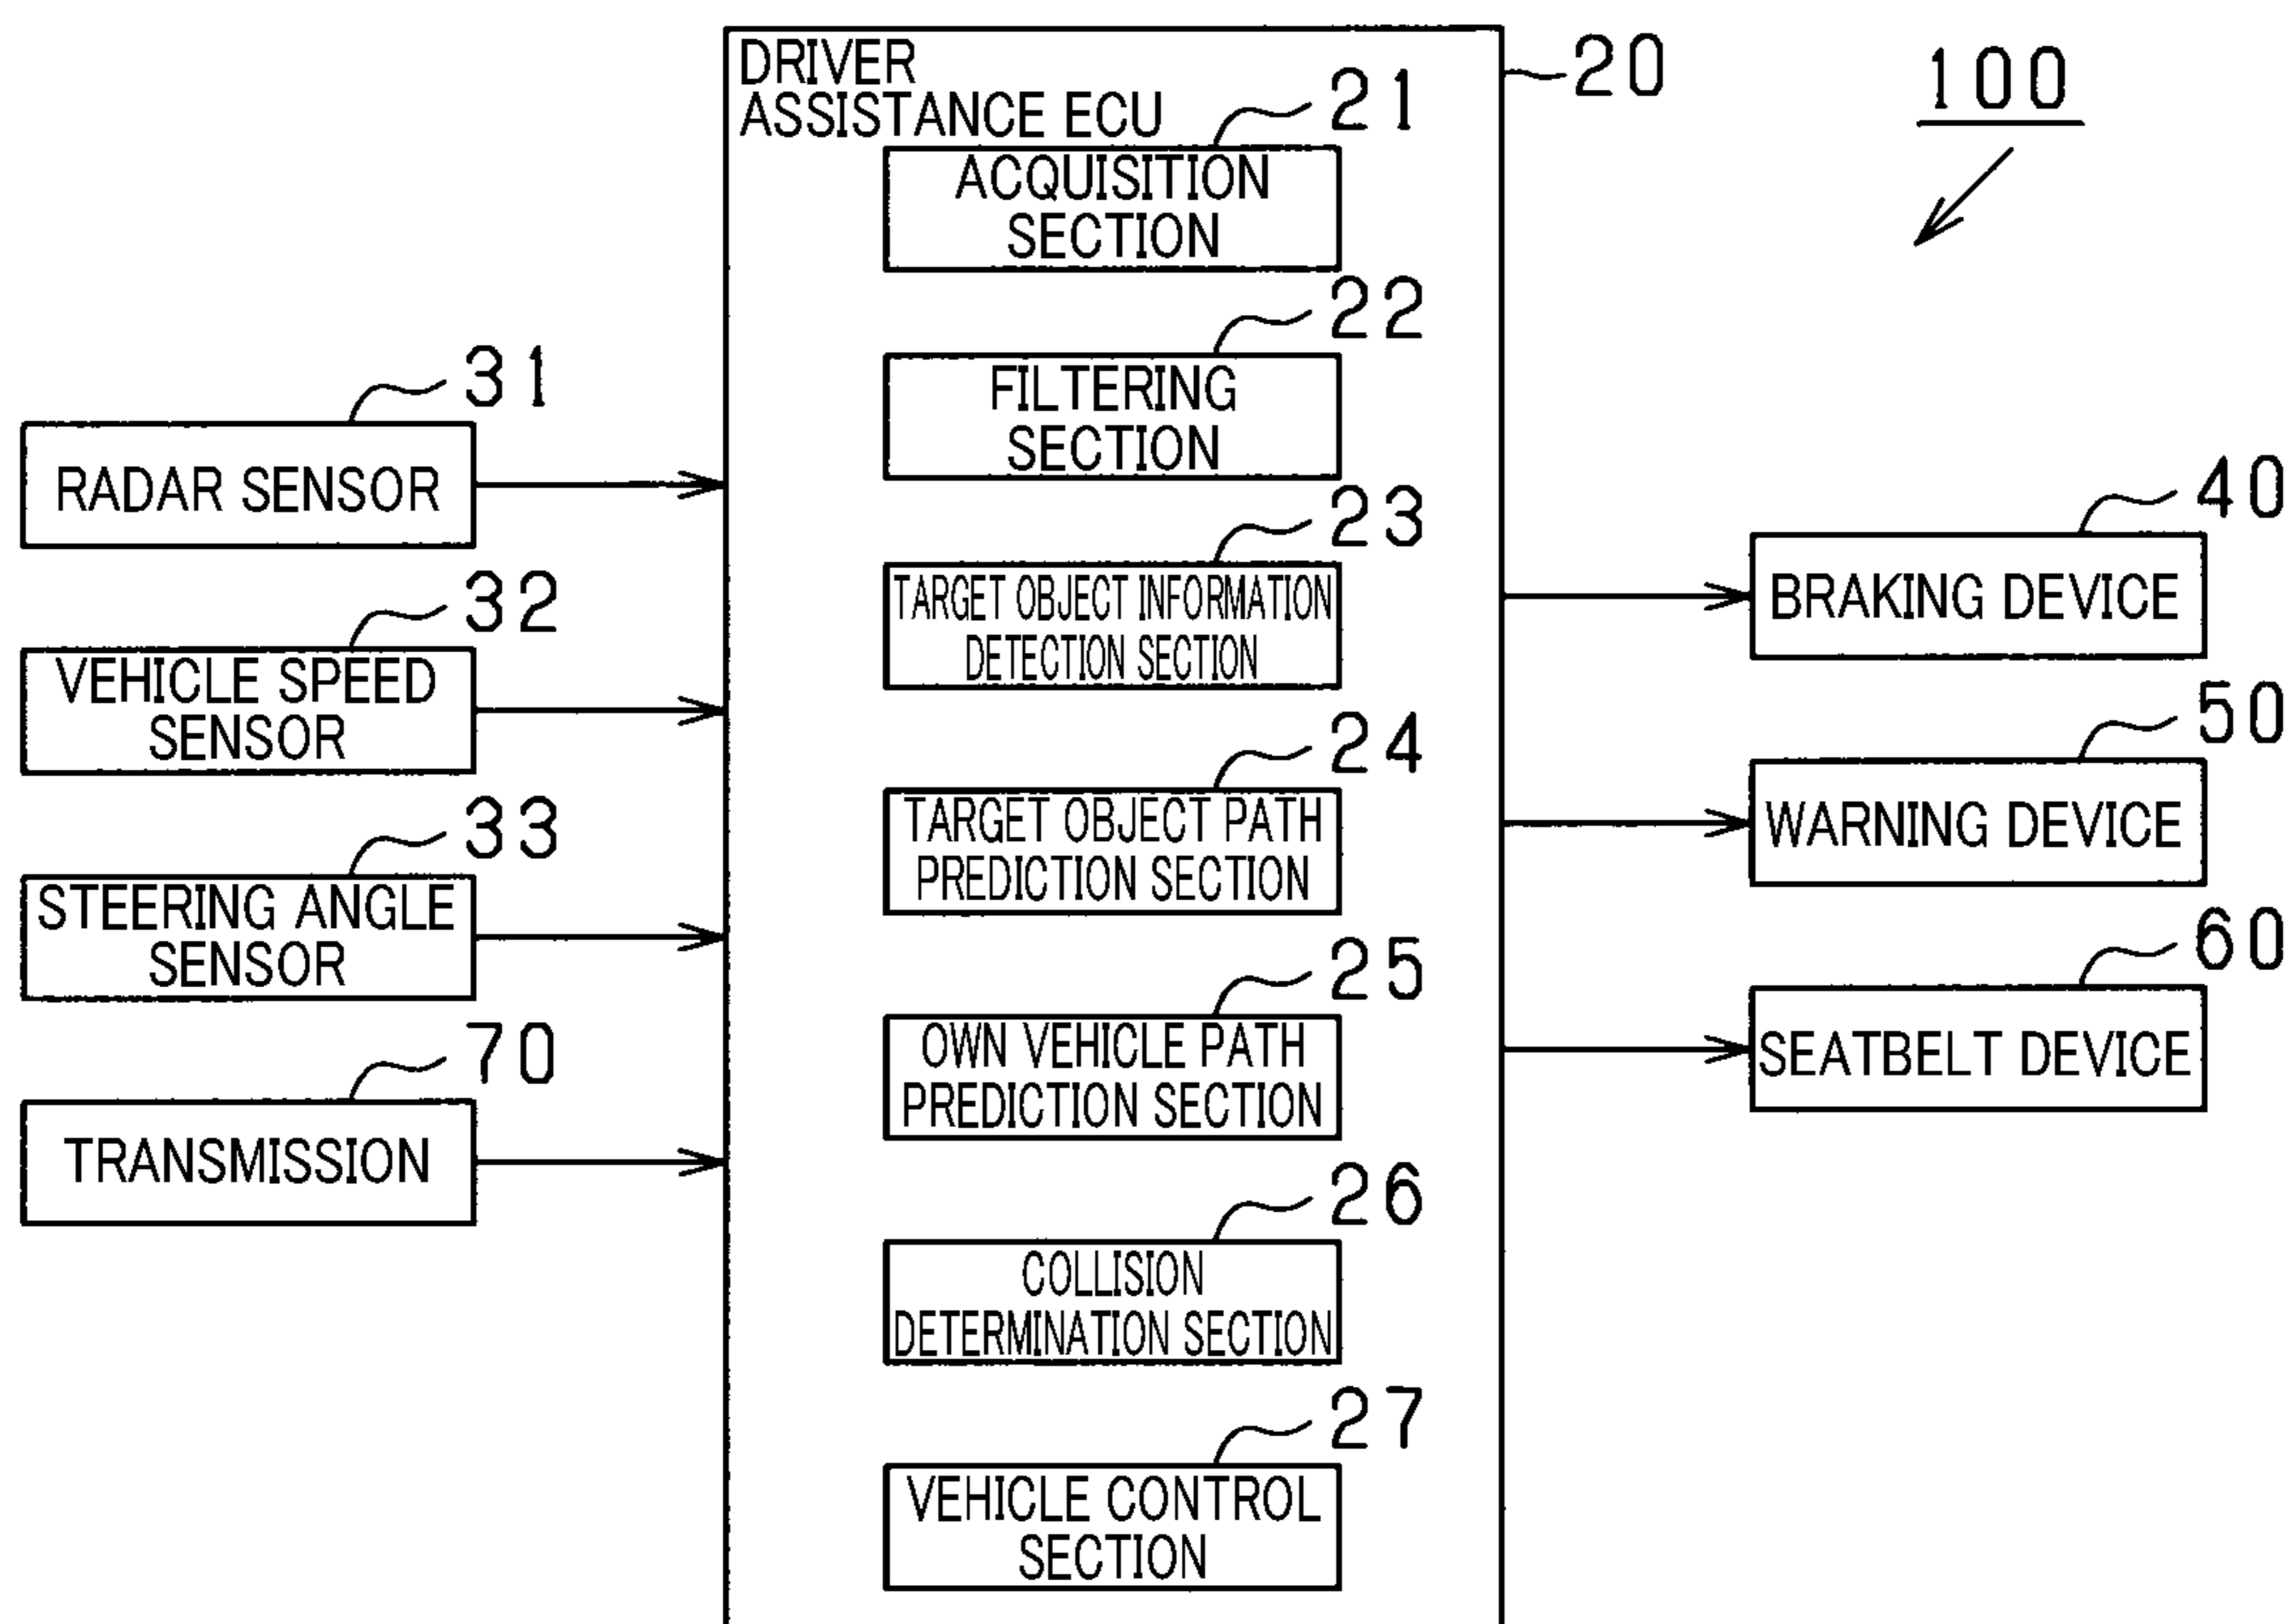 DRIVER
ASSISTANCE ECU
20
100
21
ACQUISITION
SECTION
22
FILTERING
SECTION
23
TARGET OBJECT INFORMATION
DETECTION SECTION
24
TARGET OBJECT PATH
PREDICTION SECTION
25
OWN VEHICLE PATH
PREDICTION SECTION
26
COLLISION
DETERMINATION SECTION
27
VEHICLE CONTROL
SECTION
31
RADAR SENSOR
32
VEHICLE SPEED
SENSOR
33
STEERING ANGLE
SENSOR
70
TRANSMISSION
40
BRAKING DEVICE
50
WARNING DEVICE
60
SEATBELT DEVICE